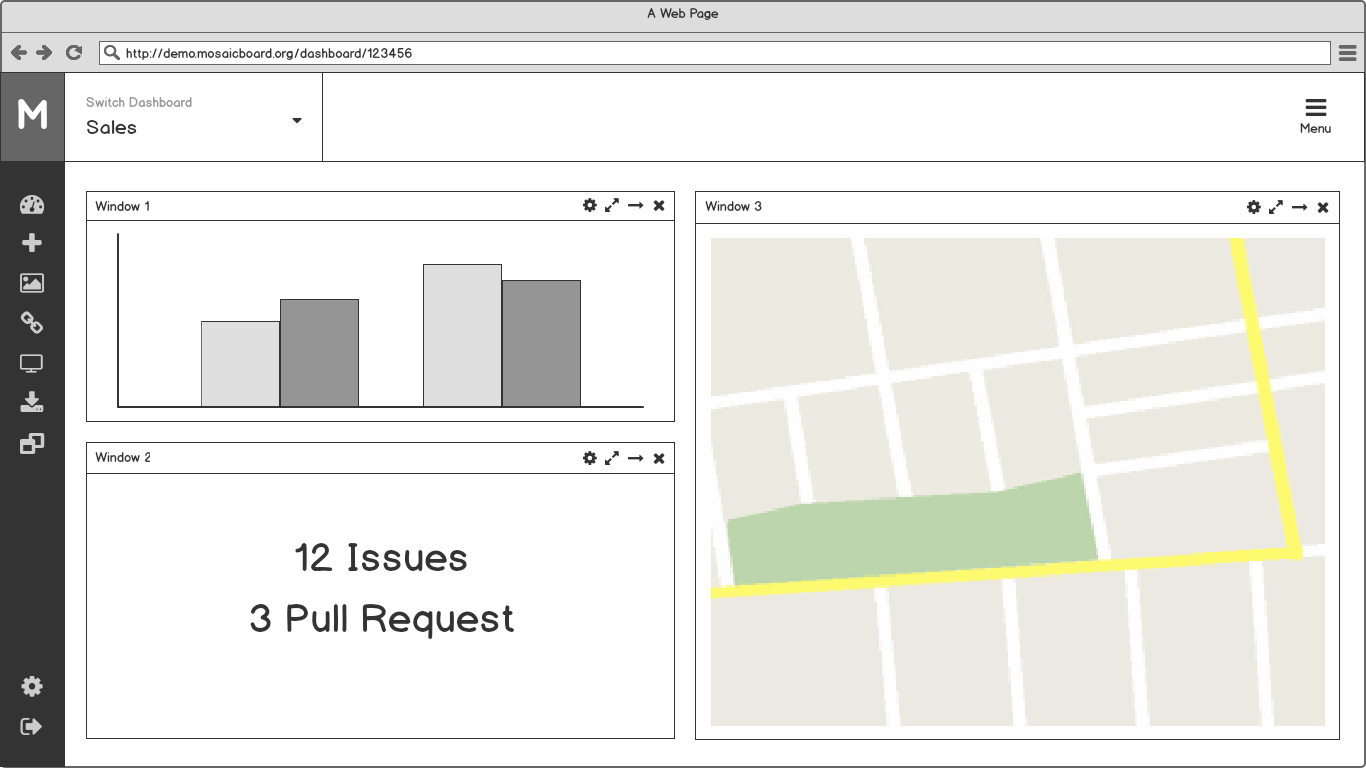 A Web Page
http://demo.mosaicboard.org/dashboard/123456
M
Switch Dashboard
Sales
Menu
Window 1
Window 3
Window 2
12 Issues
3 Pull Request